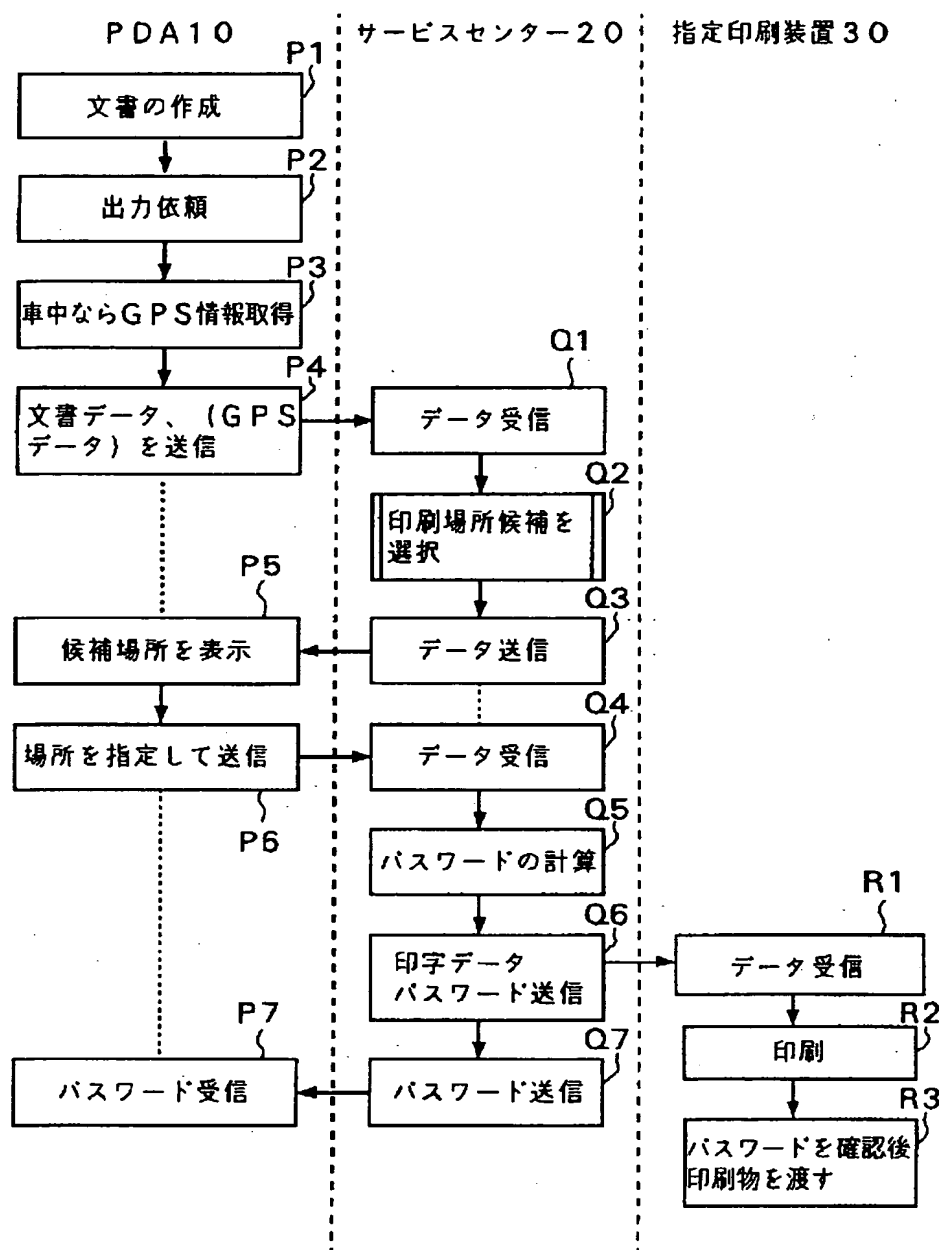 PDA10
サービスセンター20
指定印刷装置30
P1
文書の作成
P2
出力依頼
P3
車中ならGPS情報取得
P4
文書データ、(GPS
データ)を送信
Q1
データ受信
Q2
印刷場所候補を
選択
P5
候補場所を表示
Q3
データ送信
Q4
場所を指定して送信
データ受信
P6
Q5
パスワードの計算
Q6
印字データ
パスワード送信
R1
データ受信
R2
印刷
P7
パスワード受信
Q7
パスワード送信
R3
パスワードを確認後
印刷物を渡す